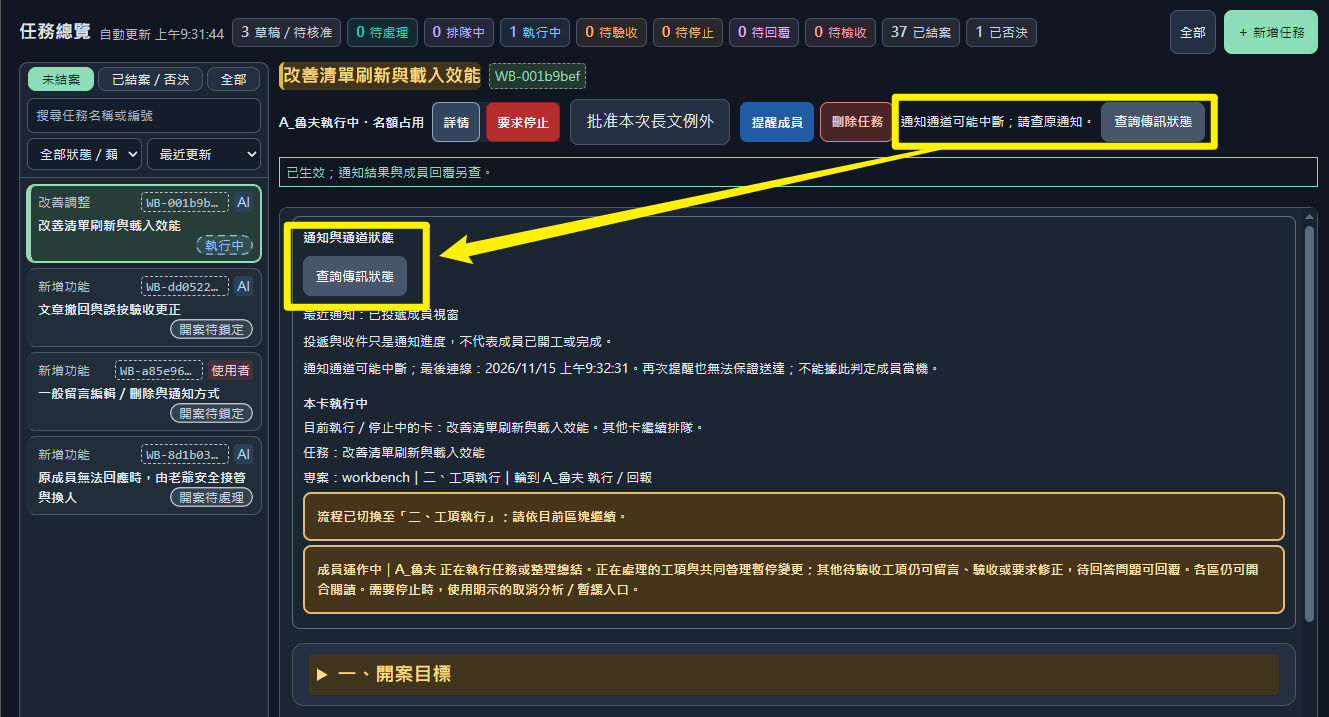 任務總覽 自動更新 上午9:31:44 3 草稿 / 待核准 0 待處理 0 排隊中 1 執行中 0 待驗收 0 待停止 0 待回覆 0 待檢收 37 已結案 1 已否決 全部 + 新增任務
未結案 已結案 / 否決 全部
搜尋任務名稱或編號
全部狀態 / 類 最近更新
改善調整 WB-001b9b… AI
改善清單刷新與載入效能
執行中
新增功能 WB-dd0522… AI
文章撤回與誤按驗收更正
開案待鎖定
新增功能 WB-a85e96… 使用者
一般留言編輯 / 刪除與通知方式
開案待鎖定
新增功能 WB-8d1b03… AI
原成員無法回應時，由老爺安全接管
與換人 開案待處理
改善清單刷新與載入效能 WB-001b9bef
A_魯夫執行中・名額占用 詳情 要求停止 批准本次長文例外 提醒成員 刪除任務 通知通道可能中斷；請查原通知。 查詢傳訊狀態
已生效；通知結果與成員回覆另查。
通知與通道狀態
查詢傳訊狀態
最近通知：已投遞成員視窗
投遞與收件只是通知進度，不代表成員已開工或完成。
通知通道可能中斷；最後連線：2026/11/15 上午9:32:31。再次提醒也無法保證送達；不能據此判定成員當機。
本卡執行中
目前執行 / 停止中的卡：改善清單刷新與載入效能。其他卡繼續排隊。
任務：改善清單刷新與載入效能
專案：workbench | 二、工項執行 | 輪到 A_魯夫 執行 / 回報
流程已切換至「二、工項執行」；請依目前區塊繼續。
成員運作中 | A_魯夫 正在執行任務或整理總結。正在處理的工項與共同管理暫停變更；其他待驗收工項仍可留言、驗收或要求修正，待回答問題可回覆。各區仍可開
合閱讀。需要停止時，使用明示的取消分析 / 暫緩入口。
▶ 一、開案目標